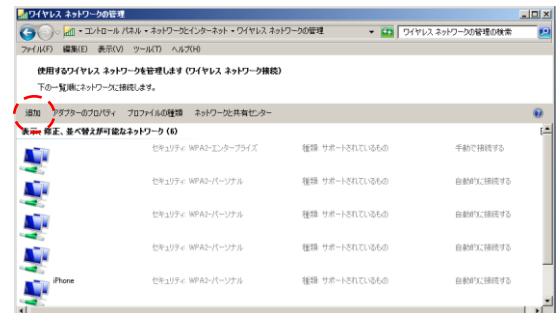 ワイヤレス ネットワークの管理
コントロール パネル ネットワークとインターネット ワイヤレス ネットワークの管理 ワイヤレス ネットワークの管理の検索
ファイル(F) 編集(E) 表示(V) ツール(T) ヘルプ(H)
使用するワイヤレス ネットワークを管理します (ワイヤレス ネットワーク接続)
下の一覧順にネットワークに接続します。
追加 アダプターのプロパティ プロファイルの種類 ネットワークと共有センター
表示、修正、並べ替えが可能なネットワーク (6)
セキュリティ: WPA2-エンタープライズ 種類: サポートされているもの 手動で接続する
セキュリティ: WPA2-パーソナル 種類: サポートされているもの 自動的に接続する
セキュリティ: WPA2-パーソナル 種類: サポートされているもの 自動的に接続する
セキュリティ: WPA2-パーソナル 種類: サポートされているもの 自動的に接続する
iPhone セキュリティ: WPA2-パーソナル 種類: サポートされているもの 自動的に接続する